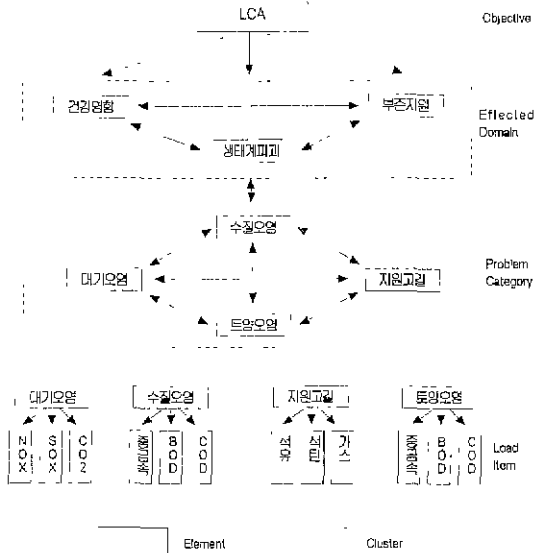 LCA
Objective
건강영향
부존자원
Effected
Domain
생태계파괴
수질오염
대기오염
자원고갈
Problem
Category
토양오염
대기오염
수질오염
자원고갈
토양오염
NOX
SOX
CO2
중금속
BOD
COD
석유
석탄
가스
중금속
BOD
COD
Load
Item
Element
Cluster